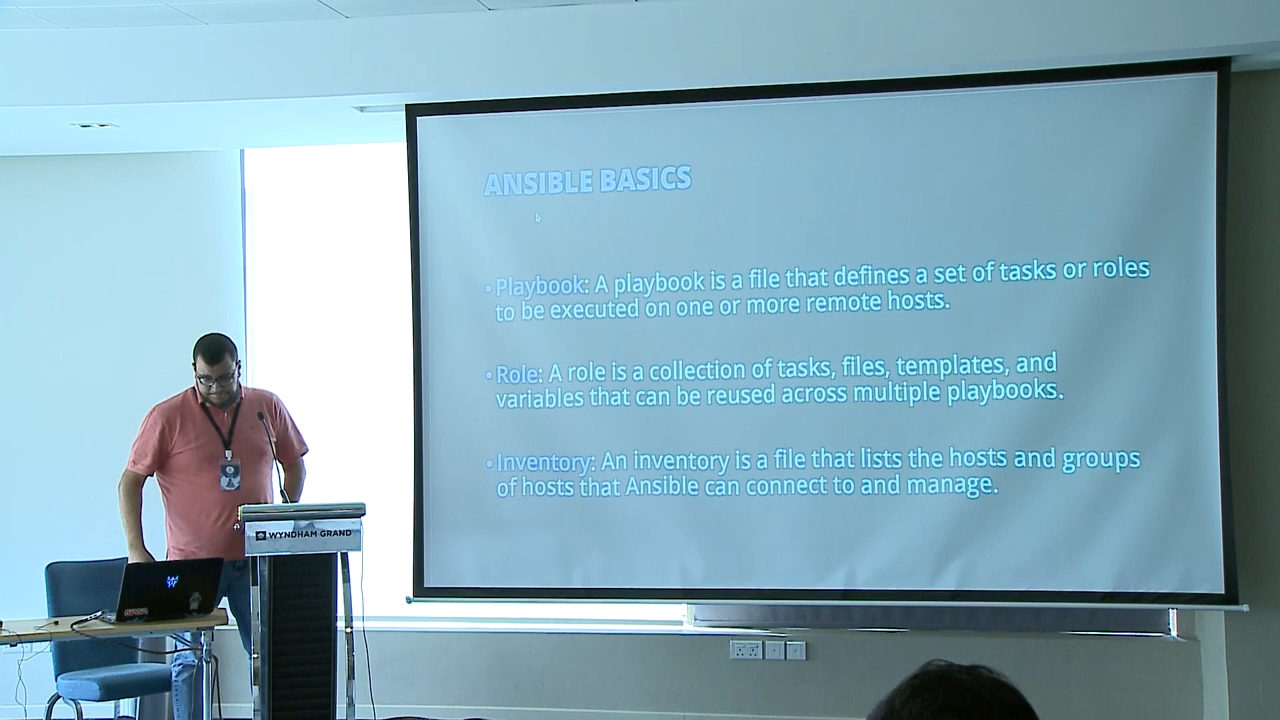 ANSIBLE BASICS
• Playbook: A playbook is a file that defines a set of tasks or roles
to be executed on one or more remote hosts.
• Role: A role is a collection of tasks, files, templates, and
variables that can be reused across multiple playbooks.
• Inventory: An inventory is a file that lists the hosts and groups
of hosts that Ansible can connect to and manage.
WYNDHAM GRAND
NASA